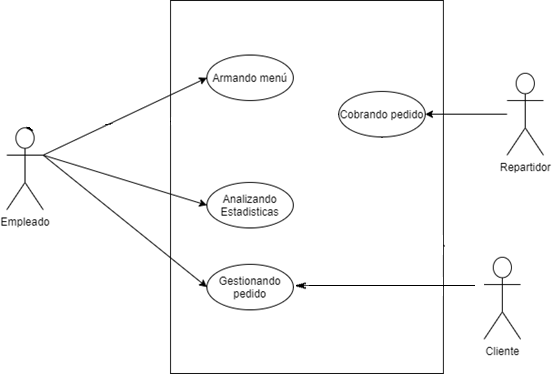 Armando menú
Cobrando pedido
Repartidor
Empleado
Analizando
Estadisticas
Gestionando
pedido
Cliente